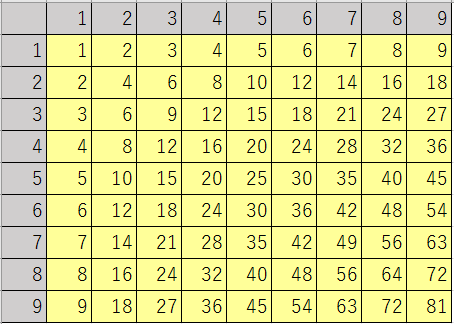 1 2 3 4 5 6 7 8 9
1 1 2 3 4 5 6 7 8 9
2 2 4 6 8 10 12 14 16 18
3 3 6 9 12 15 18 21 24 27
4 4 8 12 16 20 24 28 32 36
5 5 10 15 20 25 30 35 40 45
6 6 12 18 24 30 36 42 48 54
7 7 14 21 28 35 42 49 56 63
8 8 16 24 32 40 48 56 64 72
9 9 18 27 36 45 54 63 72 81